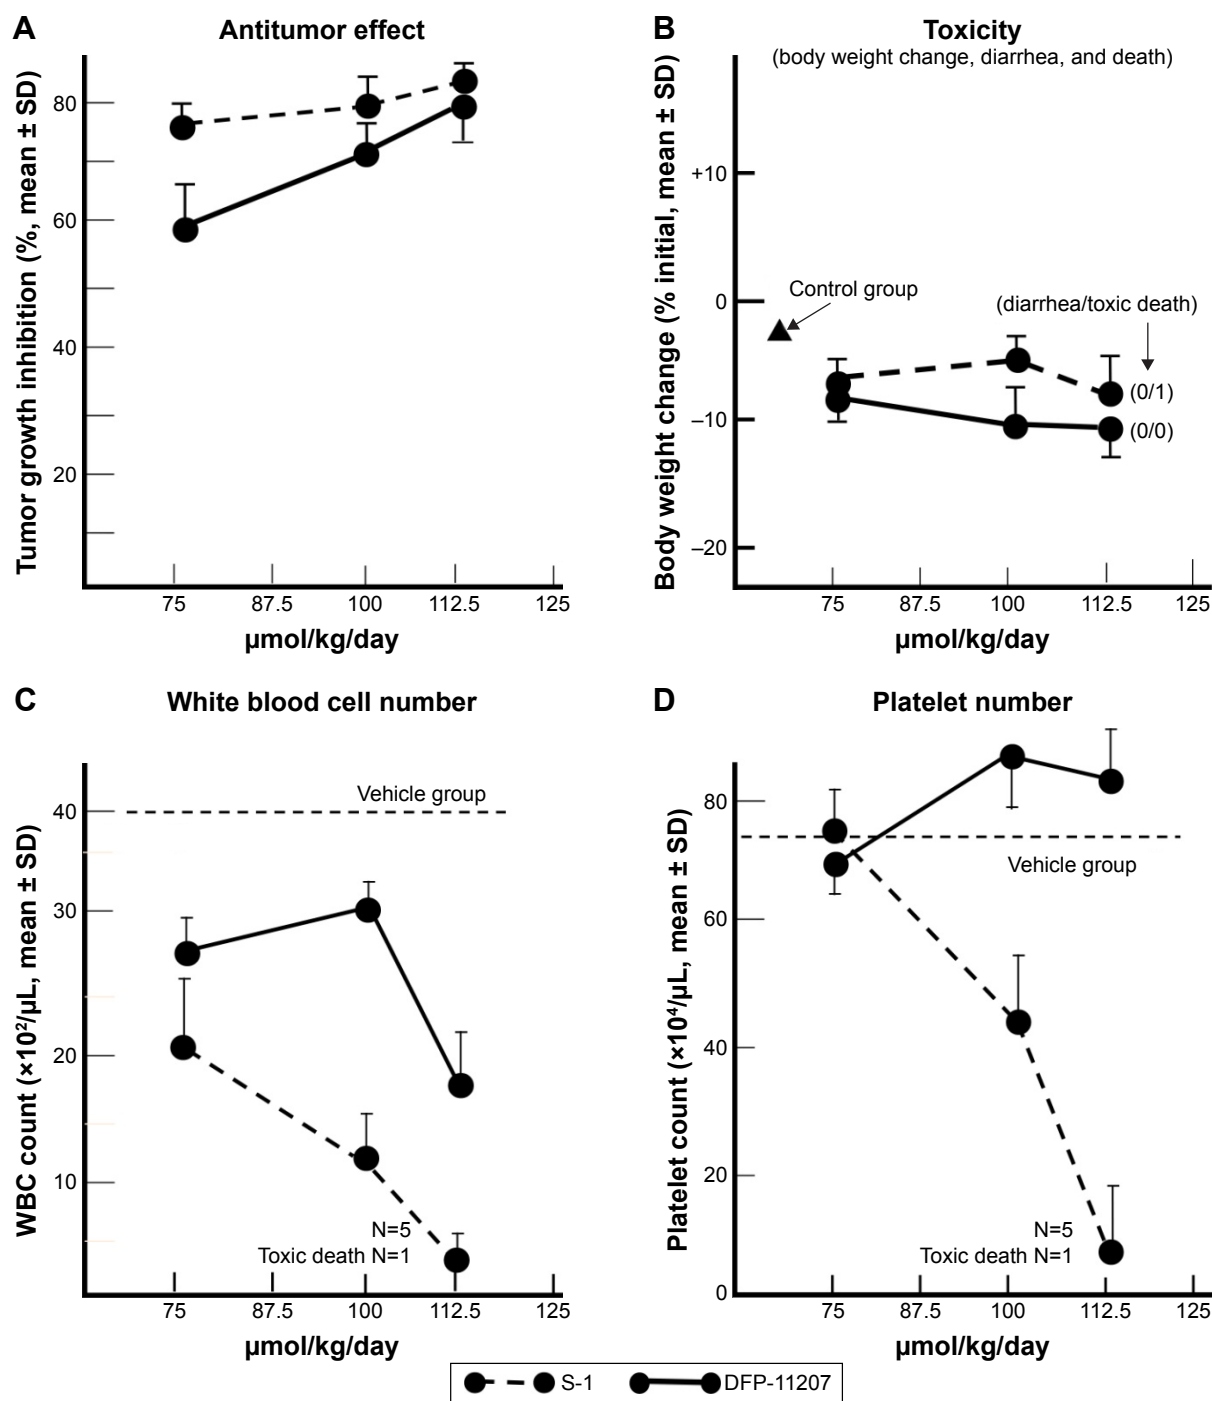 A
Antitumor effect
Tumor growth inhibition (%, mean ± SD)
80
60
40
20
75
87.5
100
112.5
125
µmol/kg/day
B
Toxicity
(body weight change, diarrhea, and death)
Body weight change (% initial, mean ± SD)
+10
0
–10
–20
Control group
(diarrhea/toxic death)
(0/1)
(0/0)
75
87.5
100
112.5
125
µmol/kg/day
C
White blood cell number
WBC count (×10²/µL, mean ± SD)
40
30
20
10
Vehicle group
N=5
Toxic death N=1
75
87.5
100
112.5
125
µmol/kg/day
D
Platelet number
Platelet count (×10⁴/µL, mean ± SD)
80
60
40
20
0
Vehicle group
N=5
Toxic death N=1
75
87.5
100
112.5
125
µmol/kg/day
S-1
DFP-11207